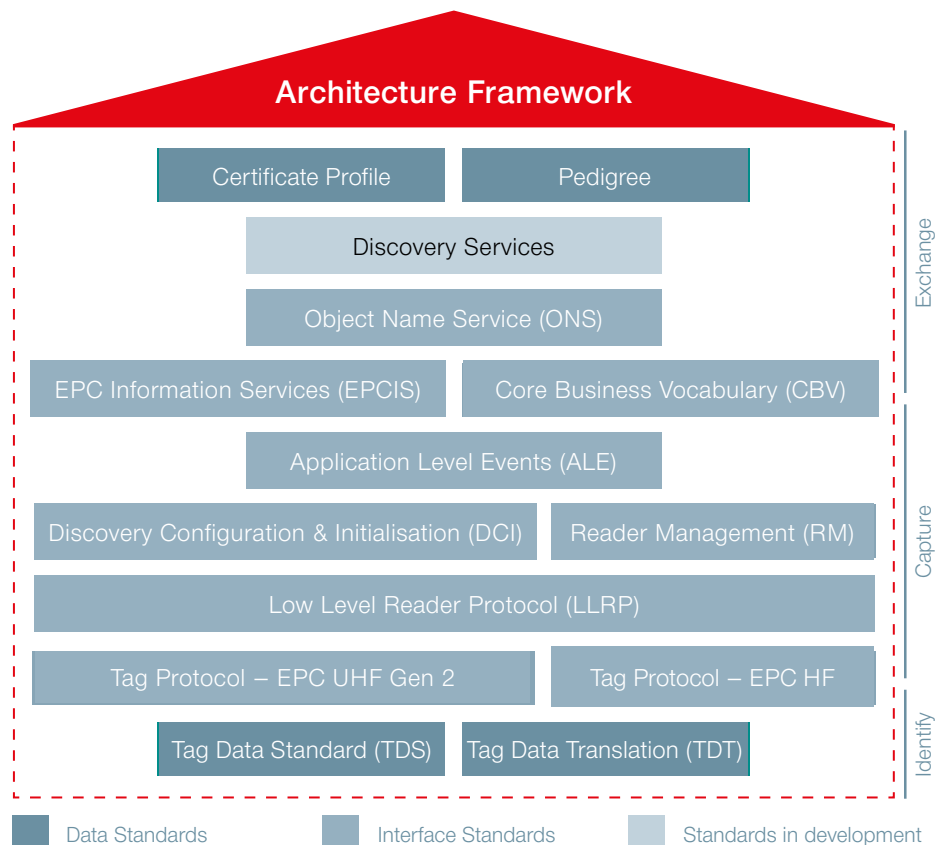 Architecture Framework
Certificate Profile
Pedigree
Discovery Services
Object Name Service (ONS)
EPC Information Services (EPCIS)
Core Business Vocabulary (CBV)
Application Level Events (ALE)
Discovery Configuration & Initialisation (DCI)
Reader Management (RM)
Low Level Reader Protocol (LLRP)
Tag Protocol – EPC UHF Gen 2
Tag Protocol – EPC HF
Tag Data Standard (TDS)
Tag Data Translation (TDT)
Exchange
Capture
Identify
Data Standards
Interface Standards
Standards in development